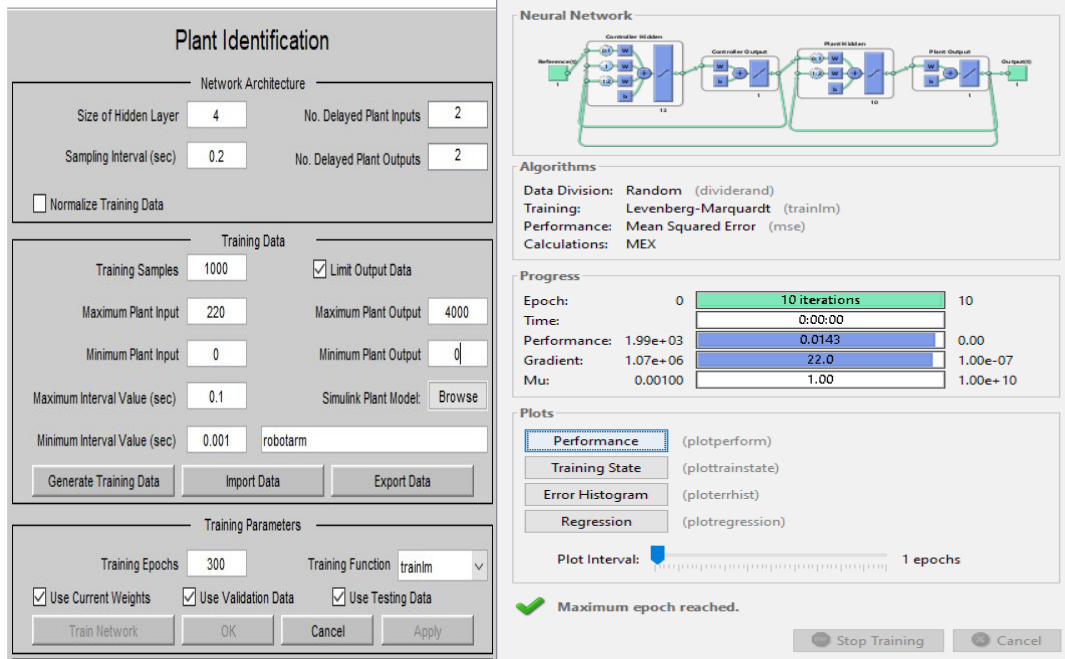 Plant Identification
Network Architecture
Size of Hidden Layer 4 No. Delayed Plant Inputs 2
Sampling Interval (sec) 0.2 No. Delayed Plant Outputs 2
Normalize Training Data
Training Data
Training Samples 1000 Limit Output Data
Maximum Plant Input 220 Maximum Plant Output 4000
Minimum Plant Input 0 Minimum Plant Output 0
Maximum Interval Value (sec) 0.1 Simulink Plant Model: Browse
Minimum Interval Value (sec) 0.001 robotarm
Generate Training Data Import Data Export Data
Training Parameters
Training Epochs 300 Training Function trainlm
Use Current Weights Use Validation Data Use Testing Data
Train Network OK Cancel Apply
Neural Network
Controller Hidden
Controller Output
Plant Hidden
Plant Output
Reference(t)
Output(t)
0:1 W
1 W
1:2 W
b
13
W
b
1
0:1 W
1:2 W
b
10
W
b
1
1
1
Algorithms
Data Division: Random (dividerand)
Training: Levenberg-Marquardt (trainlm)
Performance: Mean Squared Error (mse)
Calculations: MEX
Progress
Epoch: 0 10 iterations 10
Time: 0:00:00
Performance: 1.99e+03 0.0143 0.00
Gradient: 1.07e+06 22.0 1.00e-07
Mu: 0.00100 1.00 1.00e+10
Plots
Performance (plotperform)
Training State (plottrainstate)
Error Histogram (ploterrhist)
Regression (plotregression)
Plot Interval: 1 epochs
Maximum epoch reached.
Stop Training Cancel